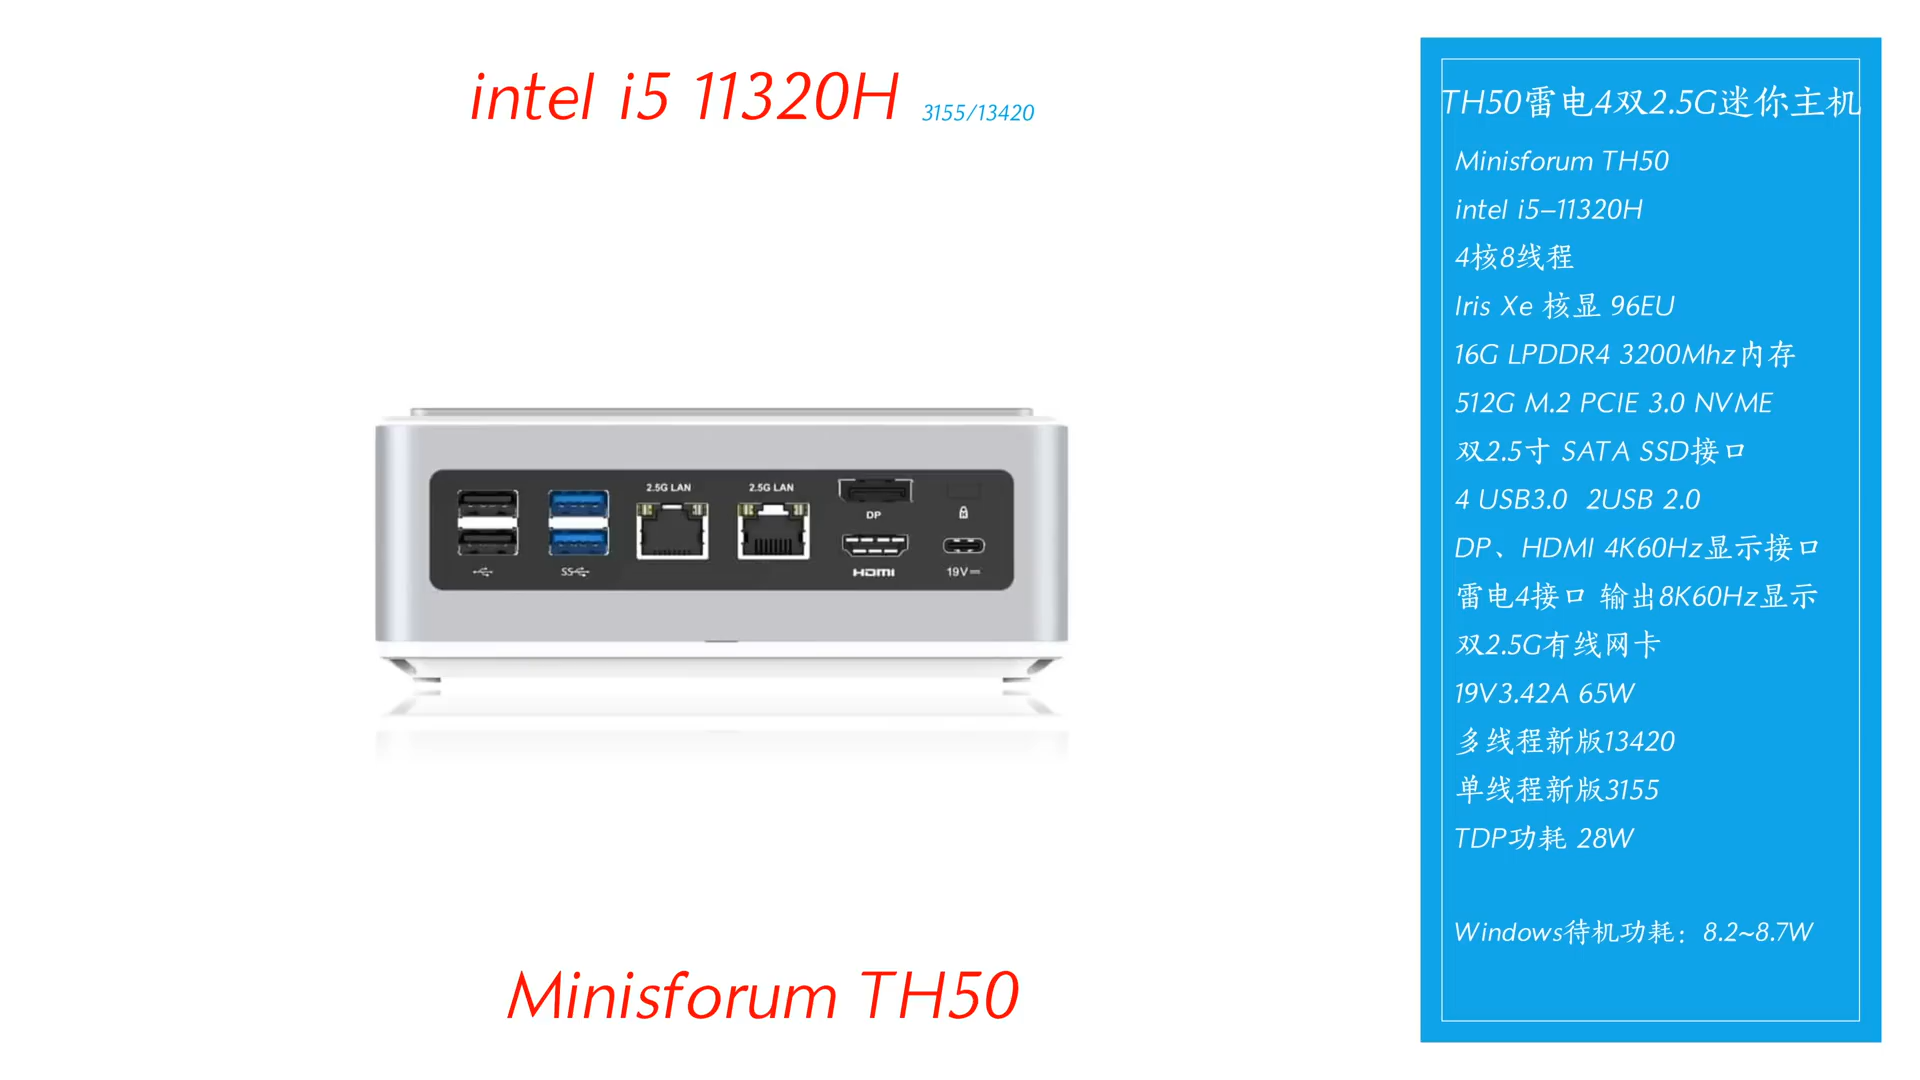 intel i5 11320H 3155/13420
2.5G LAN 2.5G LAN
DP
SS HDMI 19V
Minisforum TH50
TH50雷电4双2.5G迷你主机
Minisforum TH50
intel i5-11320H
4核8线程
Iris Xe 核显 96EU
16G LPDDR4 3200Mhz内存
512G M.2 PCIE 3.0 NVME
双2.5寸 SATA SSD接口
4 USB3.0 2USB 2.0
DP、HDMI 4K60Hz显示接口
雷电4接口 输出8K60Hz显示
双2.5G有线网卡
19V3.42A 65W
多线程新版13420
单线程新版3155
TDP功耗 28W
Windows待机功耗：8.2~8.7W